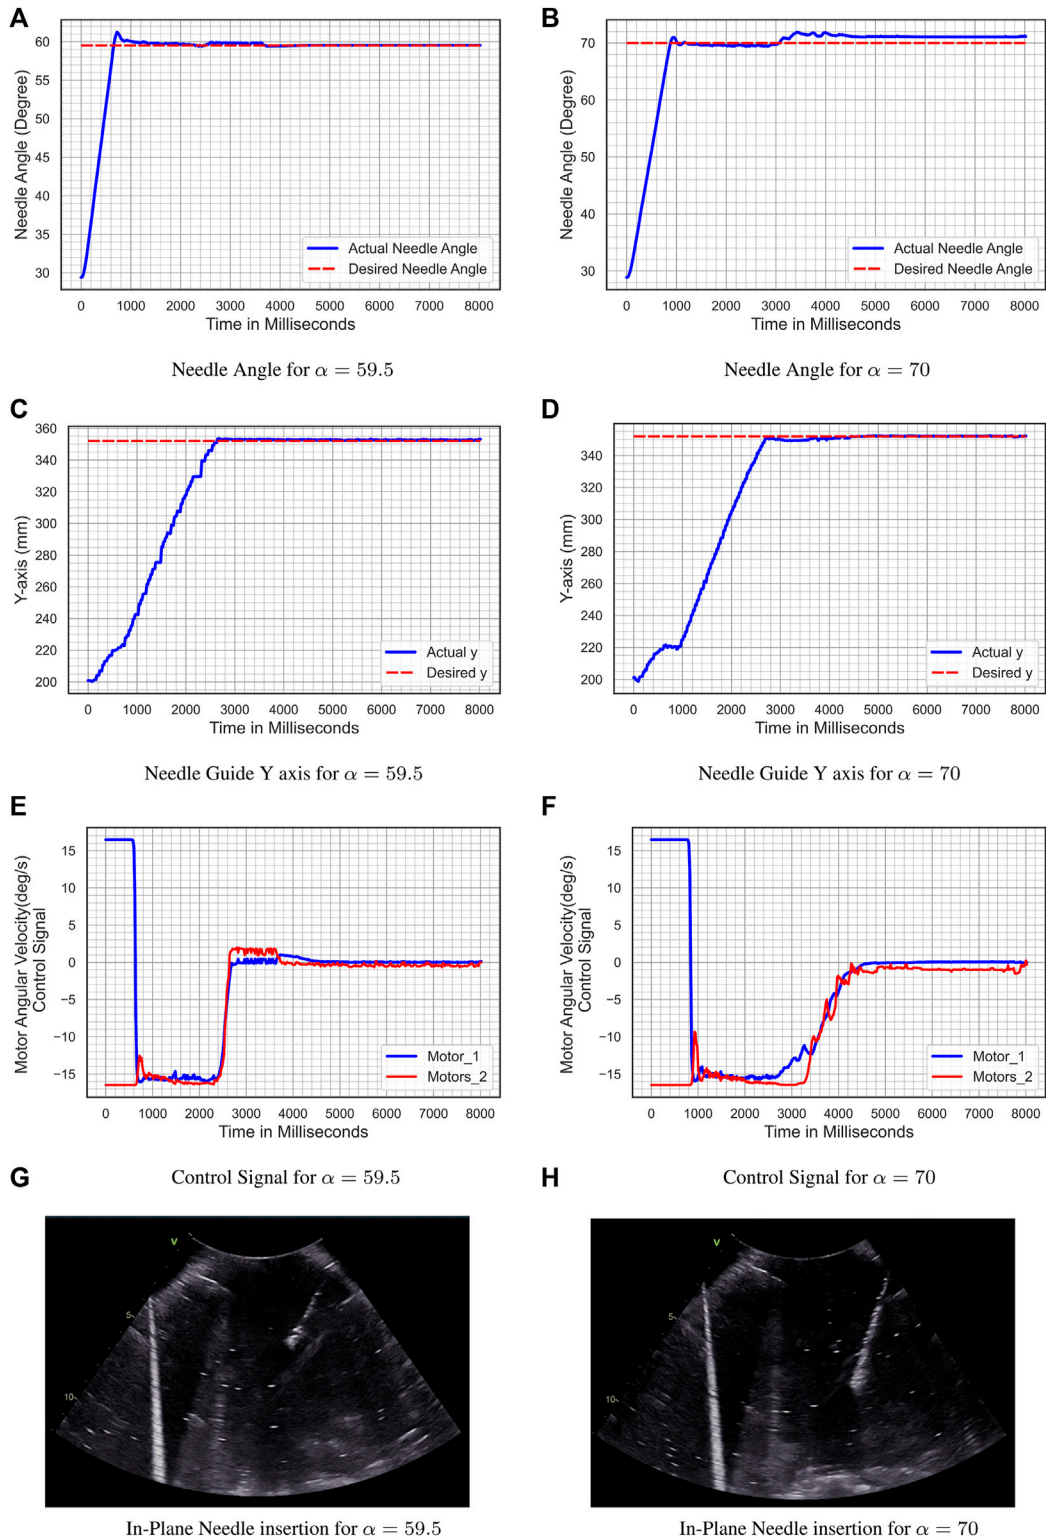 A
Needle Angle (Degree)
60
55
50
45
40
35
30
Actual Needle Angle
Desired Needle Angle
0 1000 2000 3000 4000 5000 6000 7000 8000
Time in Milliseconds
Needle Angle for α = 59.5
B
Needle Angle (Degree)
70
60
50
40
30
Actual Needle Angle
Desired Needle Angle
0 1000 2000 3000 4000 5000 6000 7000 8000
Time in Milliseconds
Needle Angle for α = 70
C
Y-axis (mm)
360
340
320
300
280
260
240
220
200
Actual y
Desired y
0 1000 2000 3000 4000 5000 6000 7000 8000
Time in Milliseconds
Needle Guide Y axis for α = 59.5
D
Y-axis (mm)
340
320
300
280
260
240
220
200
Actual y
Desired y
0 1000 2000 3000 4000 5000 6000 7000 8000
Time in Milliseconds
Needle Guide Y axis for α = 70
E
Motor Angular Velocity(deg/s)
Control Signal
15
10
5
0
−5
−10
−15
Motor_1
Motors_2
0 1000 2000 3000 4000 5000 6000 7000 8000
Time in Milliseconds
Control Signal for α = 59.5
F
Motor Angular Velocity(deg/s)
Control Signal
15
10
5
0
−5
−10
−15
Motor_1
Motors_2
0 1000 2000 3000 4000 5000 6000 7000 8000
Time in Milliseconds
Control Signal for α = 70
G
V
5
10
In-Plane Needle insertion for α = 59.5
H
V
5
10
In-Plane Needle insertion for α = 70